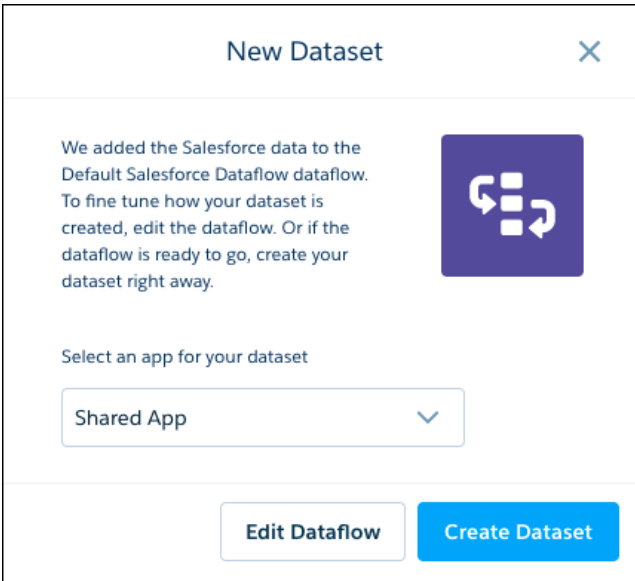 New Dataset
We added the Salesforce data to the
Default Salesforce Dataflow dataflow.
To fine tune how your dataset is
created, edit the dataflow. Or if the
dataflow is ready to go, create your
dataset right away.
Select an app for your dataset
Shared App
Edit Dataflow
Create Dataset